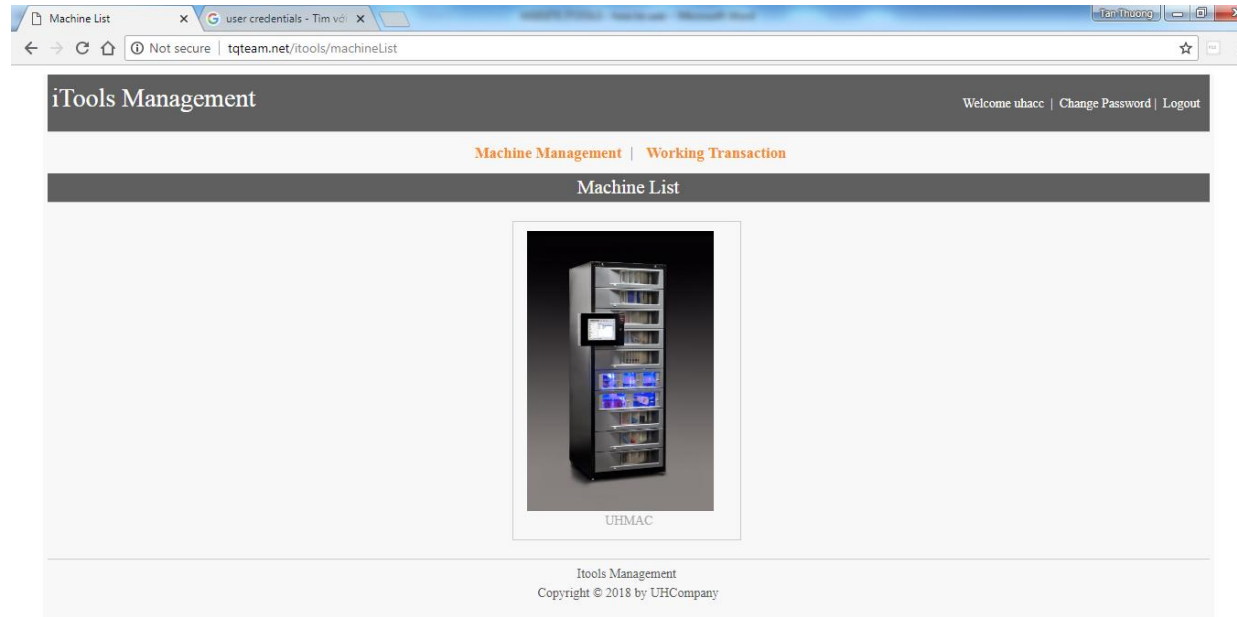 Machine List
user credentials - Tìm vớ
Tan Thuong
Not secure | tqteam.net/itools/machineList
iTools Management
Welcome uhacc | Change Password | Logout
Machine Management | Working Transaction
Machine List
UHMAC
Itools Management
Copyright © 2018 by UHCompany